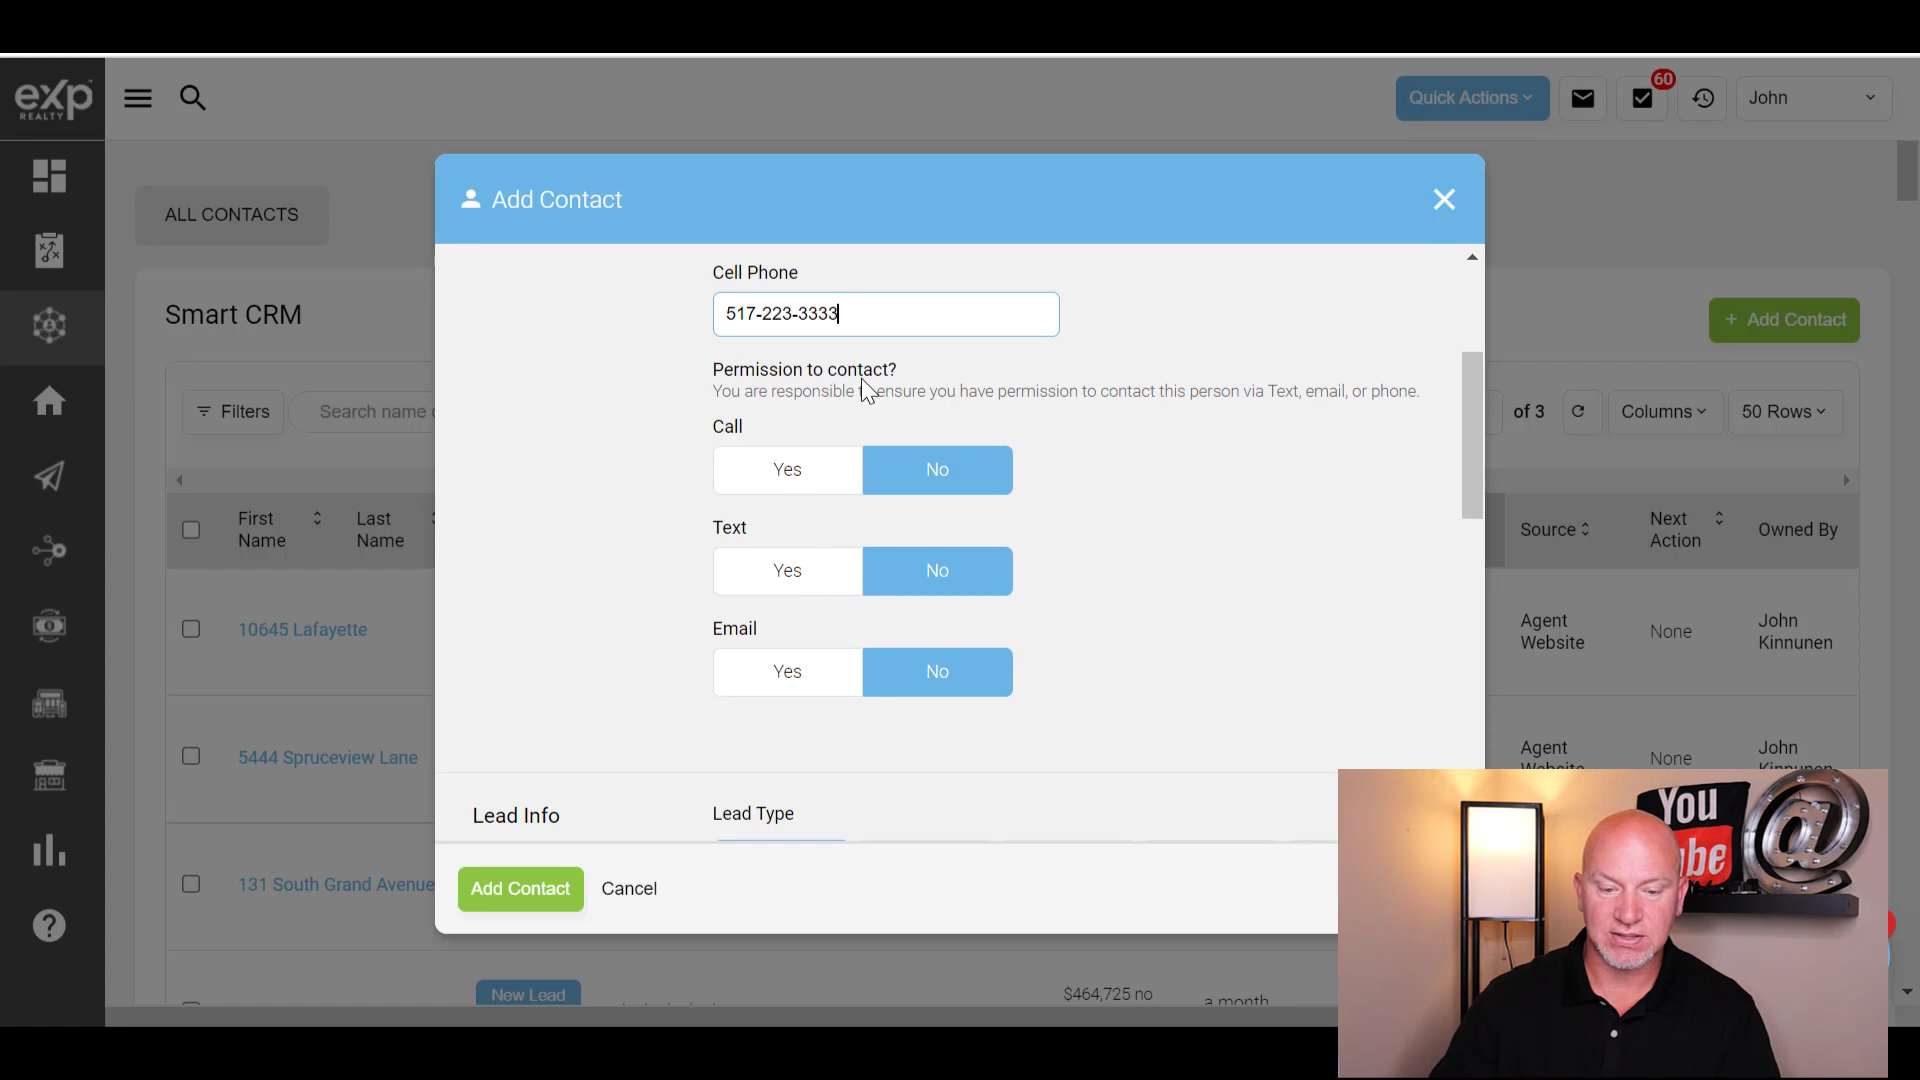 eXp
REALTY
Quick Actions
60
John
ALL CONTACTS
Add Contact
Smart CRM
+ Add Contact
Cell Phone
517-223-3333
Permission to contact?
You are responsible ensure you have permission to contact this person via Text, email, or phone.
Filters
Search name
of 3
Columns
50 Rows
Call
Yes
No
First Name
Last Name
Source
Next Action
Owned By
Text
Yes
No
10645 Lafayette
Agent Website
None
John Kinnunen
Email
Yes
No
5444 Spruceview Lane
Agent
None
John
Lead Info
Lead Type
131 South Grand Avenue
Add Contact
Cancel
New Lead
$464,725 no
a month
You
@